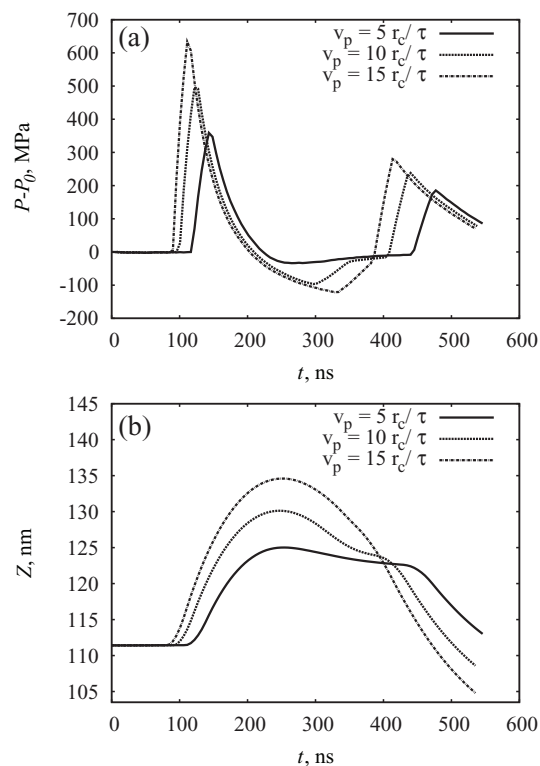 (a)
v_p = 5 r_c/ τ
v_p = 10 r_c/ τ
v_p = 15 r_c/ τ
P-P_0, MPa
700
600
500
400
300
200
100
0
-100
-200
0 100 200 300 400 500 600
t, ns
(b)
v_p = 5 r_c/ τ
v_p = 10 r_c/ τ
v_p = 15 r_c/ τ
Z, nm
145
140
135
130
125
120
115
110
105
0 100 200 300 400 500 600
t, ns